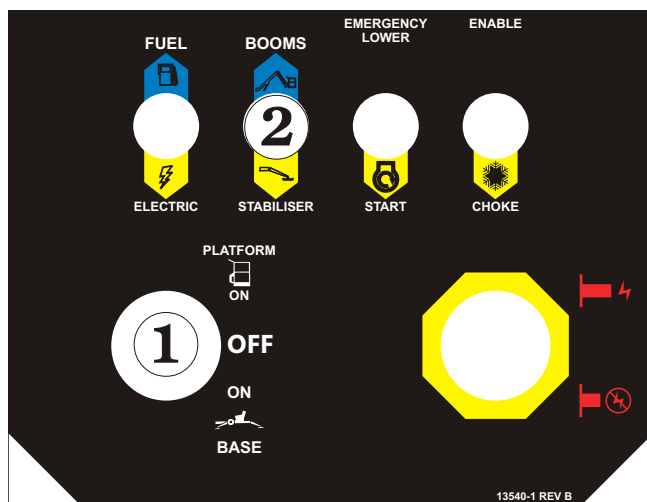 EMERGENCY
LOWER
ENABLE
FUEL
BOOMS
2
ELECTRIC
STABILISER
START
CHOKE
PLATFORM
ON
1
OFF
ON
BASE
13540-1 REV B